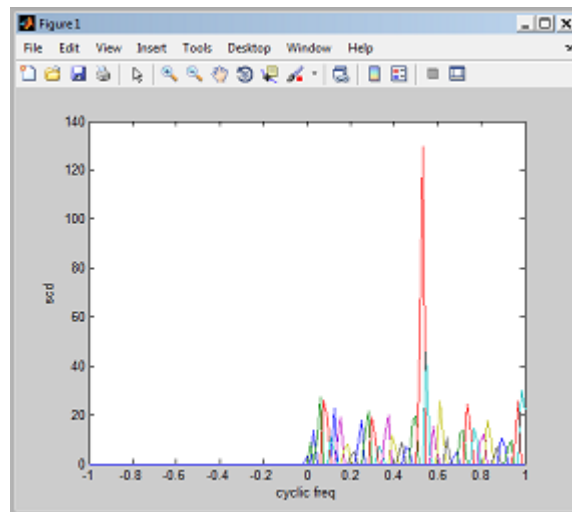 Figure 1
File Edit View Insert Tools Desktop Window Help
140
120
100
80
60
40
20
0
scd
-1 -0.8 -0.6 -0.4 -0.2 0 0.2 0.4 0.6 0.8 1
cyclic freq